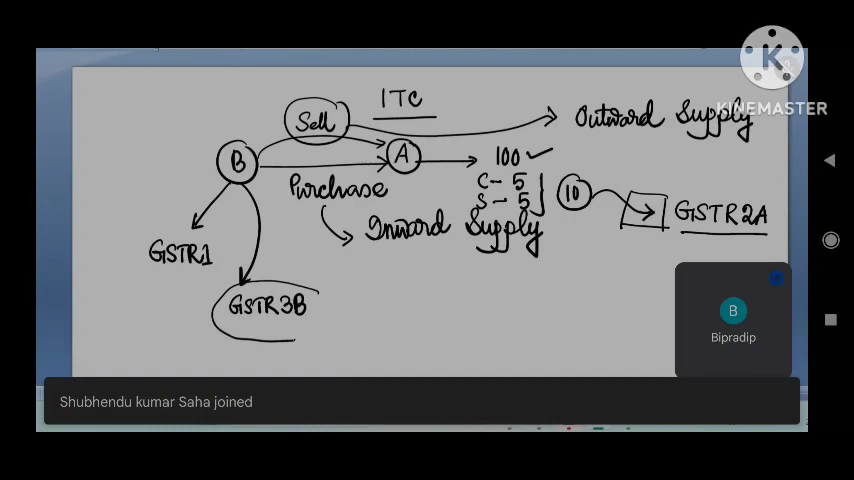 K
KINEMASTER
ITC
Sell
Outward Supply
B
A
100
Purchase
C - 5
S - 5
10
GSTR2A
Inward Supply
GSTR1
GSTR3B
B
Bipradip
Shubhendu kumar Saha joined